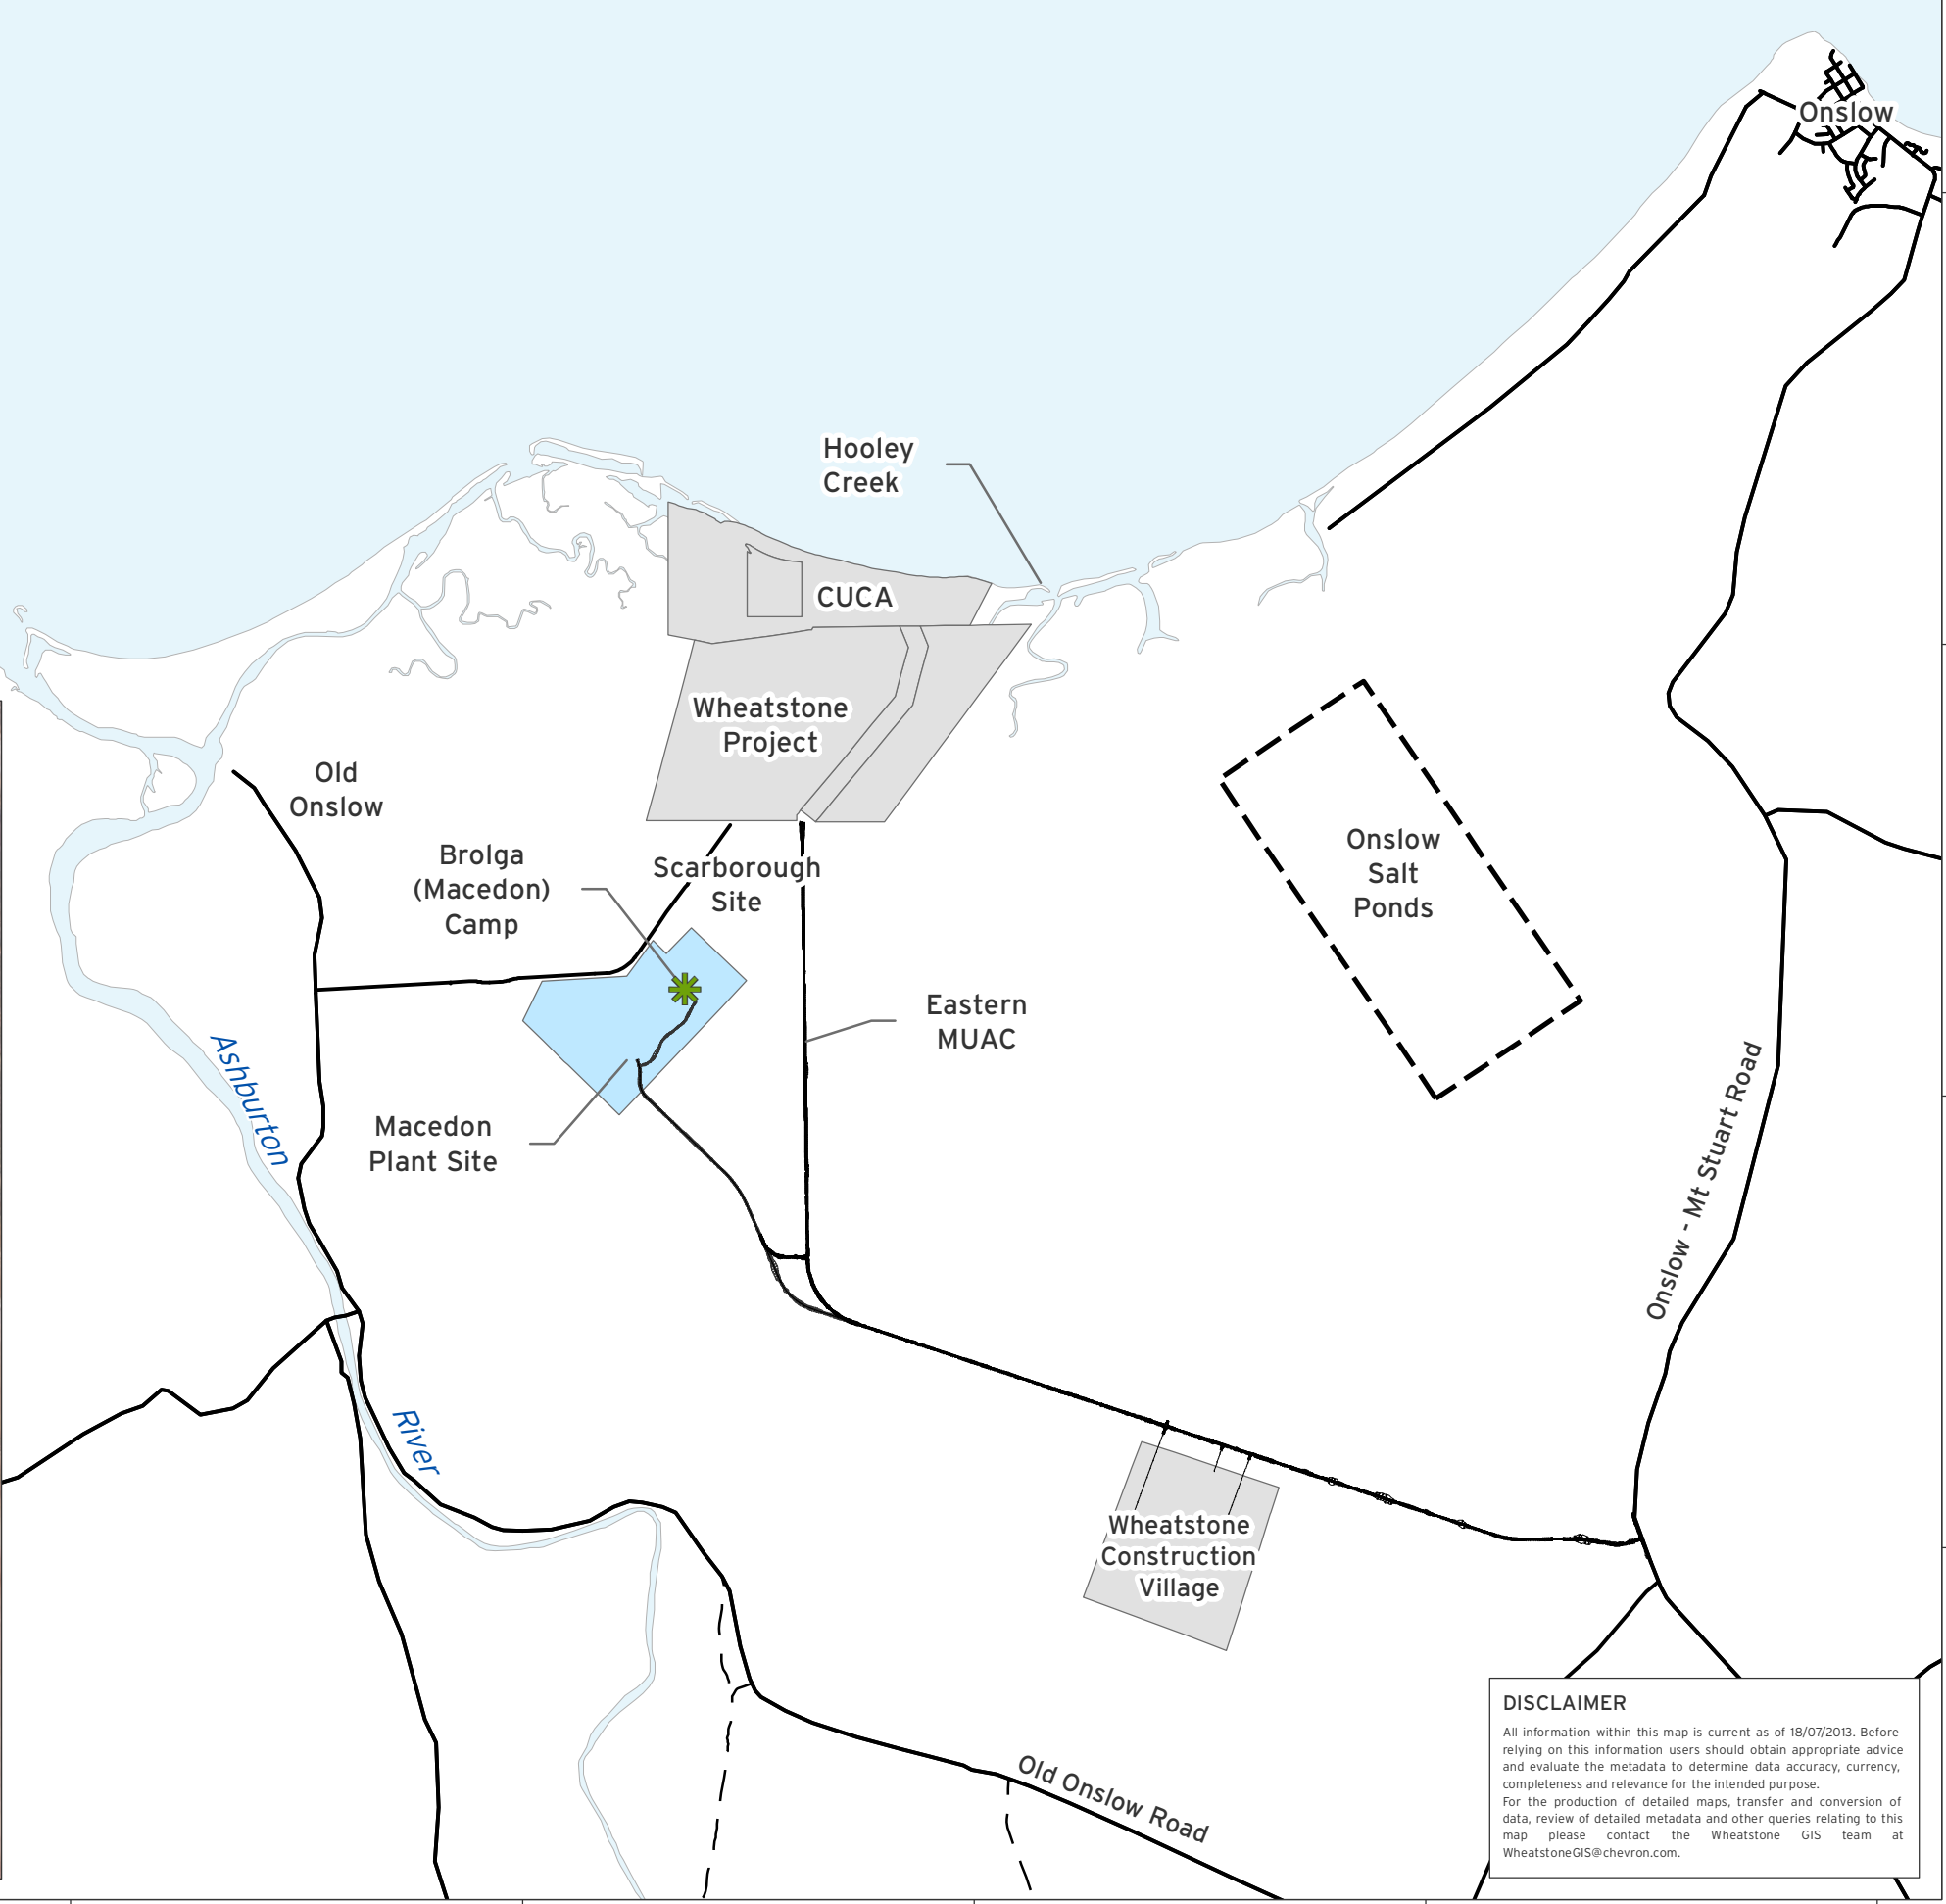 Onslow
Hooley
Creek
CUCA
Wheatstone
Project
Old
Onslow
Brolga
(Macedon)
Camp
Scarborough
Site
Onslow
Salt
Ponds
Eastern
MUAC
Ashburton
Macedon
Plant Site
Onslow - Mt Stuart Road
River
Wheatstone
Construction
Village
Old Onslow Road
DISCLAIMER
All information within this map is current as of 18/07/2013. Before
relying on this information users should obtain appropriate advice
and evaluate the metadata to determine data accuracy, currency,
completeness and relevance for the intended purpose.
For the production of detailed maps, transfer and conversion of
data, review of detailed metadata and other queries relating to this
map please contact the Wheatstone GIS team at
WheatstoneGIS@chevron.com.